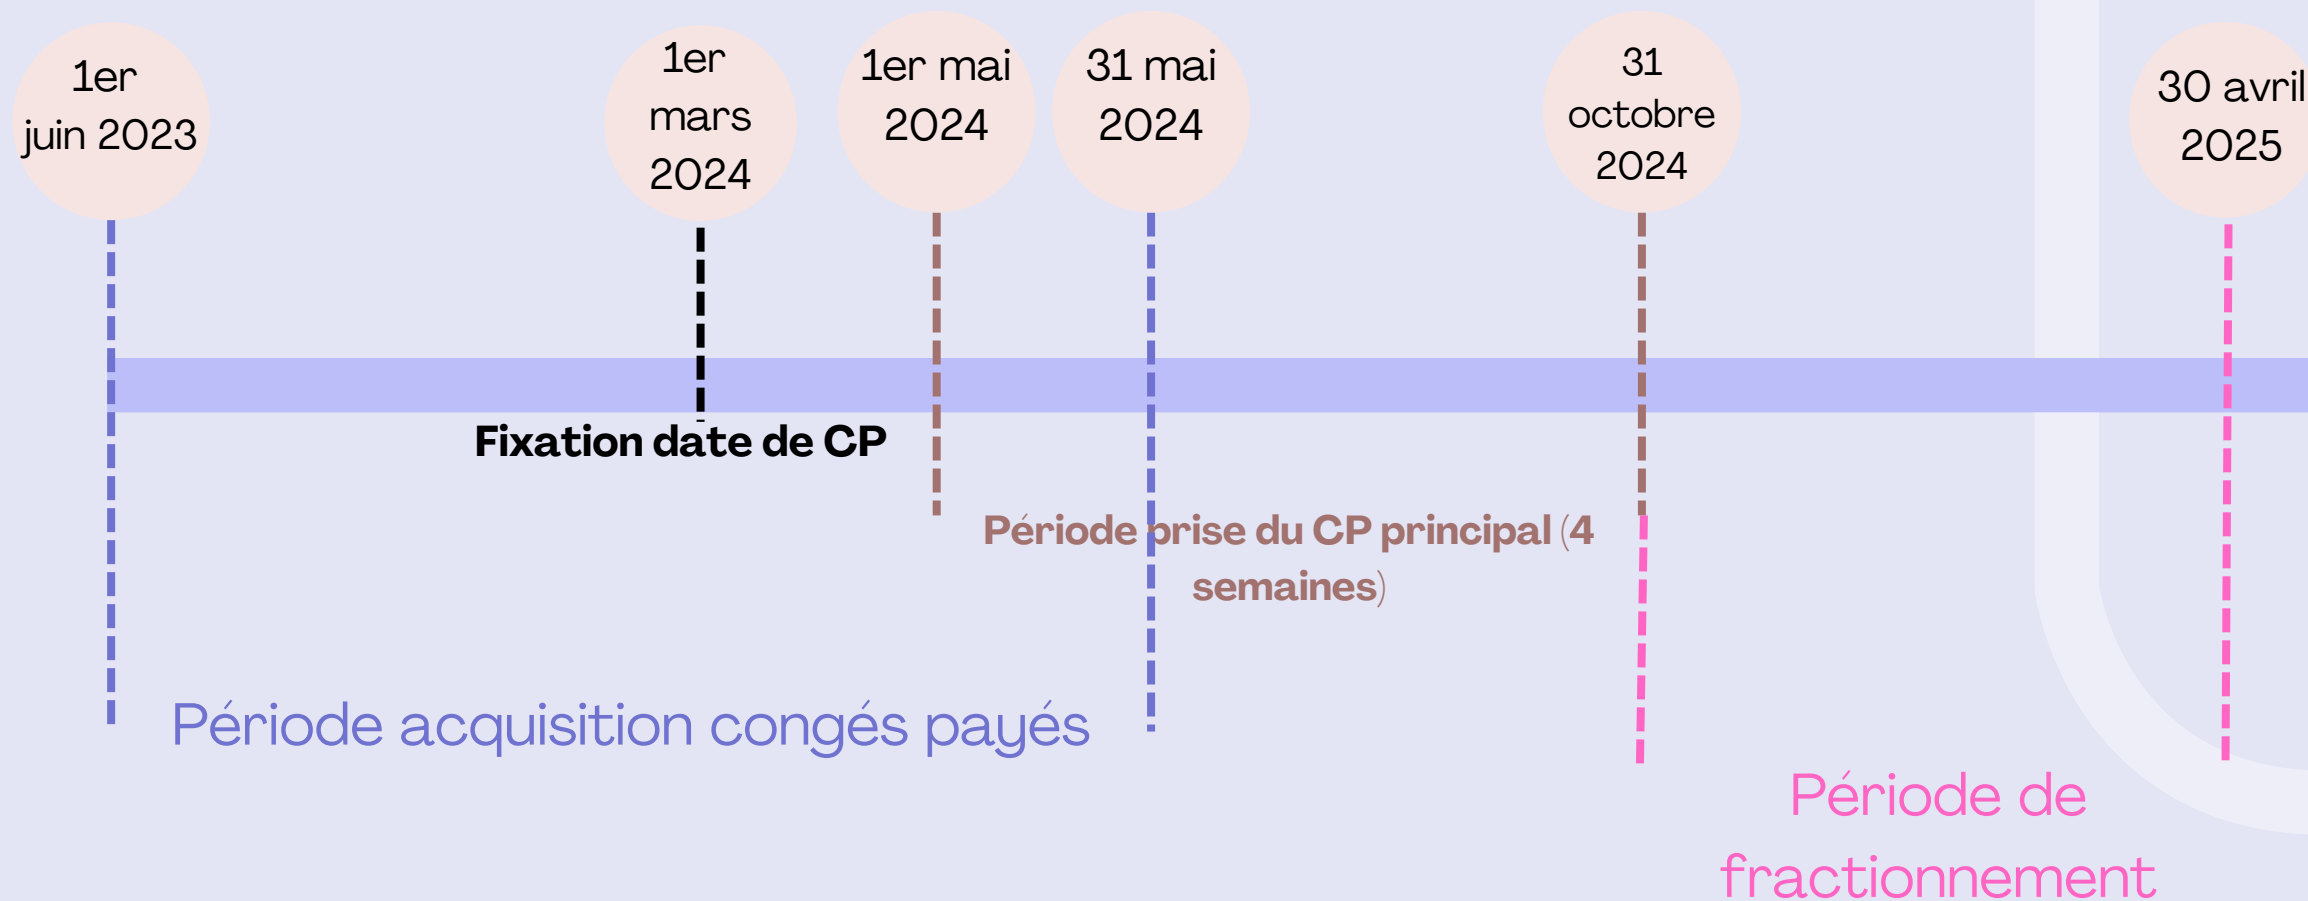 1er
juin 2023
1er
mars
2024
1er mai
2024
31 mai
2024
31
octobre
2024
30 avril
2025
Fixation date de CP
Période prise du CP principal (4
semaines)
Période acquisition congés payés
Période de
fractionnement